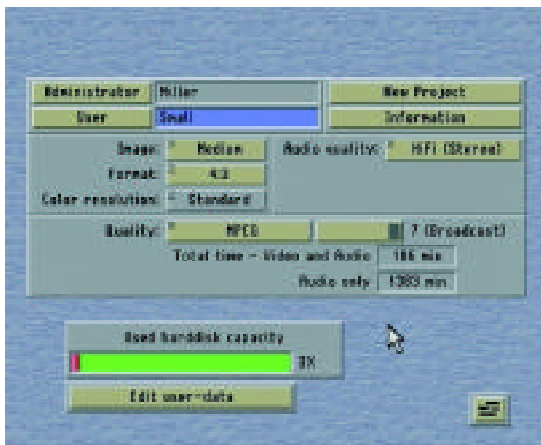 Administrator Miller New Project
User Small Information
Image: Medium Audio quality: HiFi (Stereo)
Format: 4:3
Color resolution: Standard
Quality: MPEG 7 (Broadcast)
Total time - Video and Audio 186 min
Audio only 1383 min
Used harddisk capacity
3%
Edit user-data